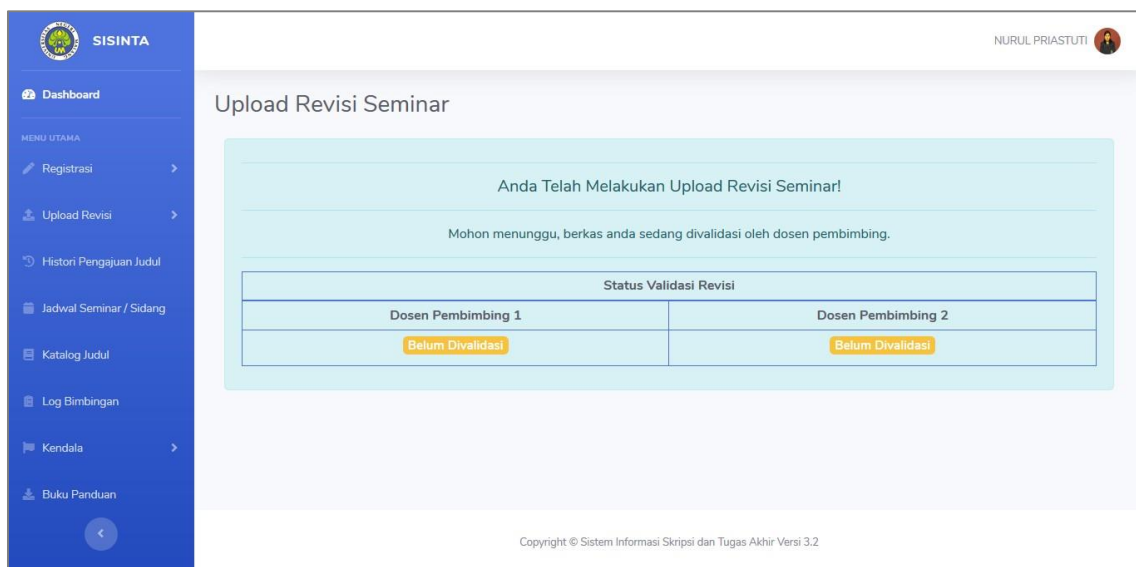 SISINTA
NURUL PRIASTUTI
Dashboard
MENU UTAMA
Registrasi
Upload Revisi
Histori Pengajuan Judul
Jadwal Seminar / Sidang
Katalog Judul
Log Bimbingan
Kendala
Buku Panduan
Upload Revisi Seminar
Anda Telah Melakukan Upload Revisi Seminar!
Mohon menunggu, berkas anda sedang divalidasi oleh dosen pembimbing.
Status Validasi Revisi
Dosen Pembimbing 1 Dosen Pembimbing 2
Belum Divalidasi Belum Divalidasi
Copyright © Sistem Informasi Skripsi dan Tugas Akhir Versi 3.2